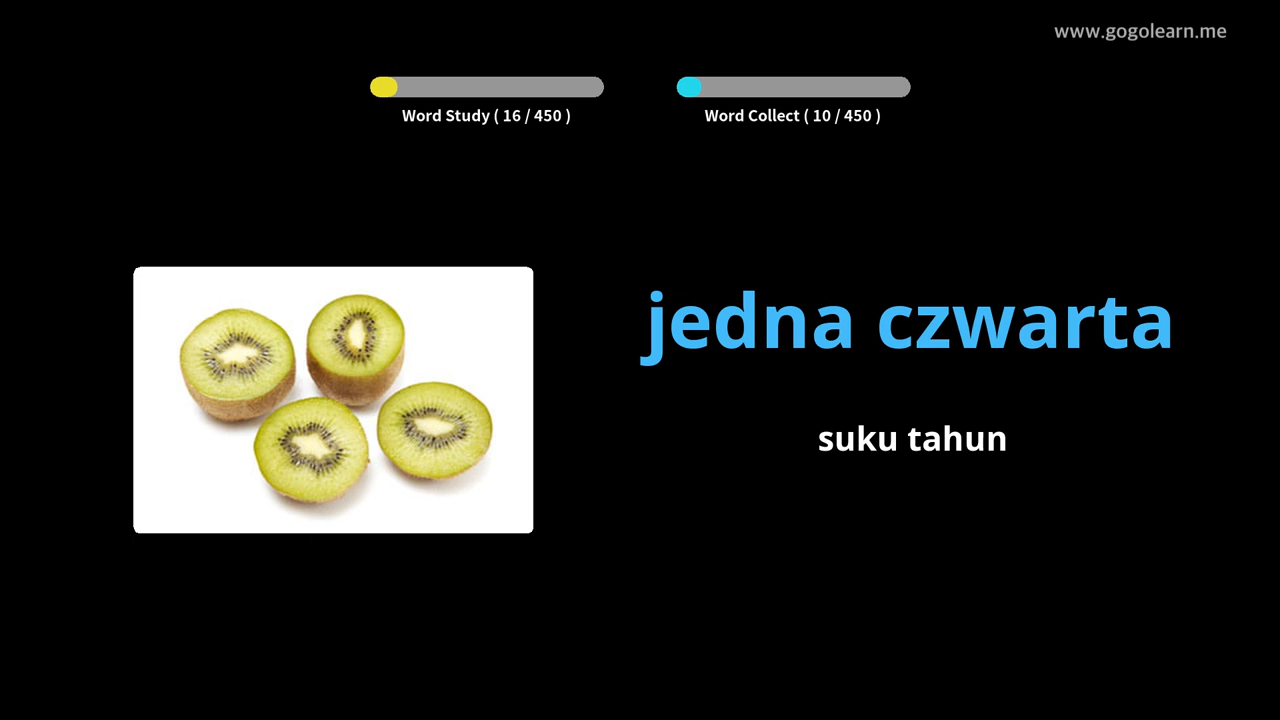 www.gogolearn.me
Word Study ( 16 / 450 )
Word Collect ( 10 / 450 )
jedna czwarta
suku tahun